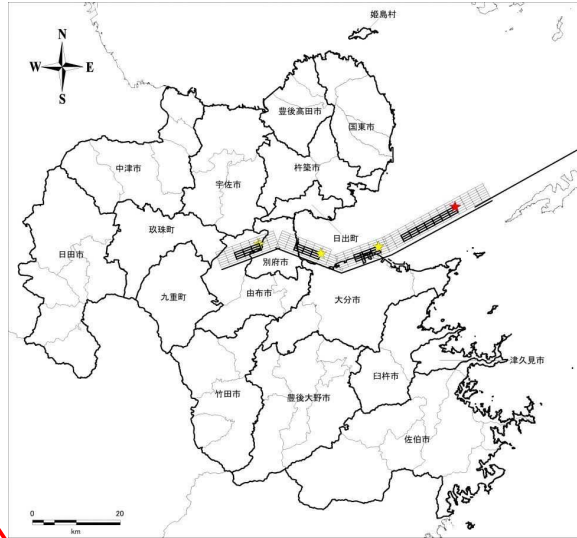 姫島村
N
W E
S
豊後高田市
国東市
中津市
宇佐市
杵築市
玖珠町
日出町
日田市
別府市
九重町
由布市
大分市
津久見市
臼杵市
竹田市
豊後大野市
佐伯市
0 20
km